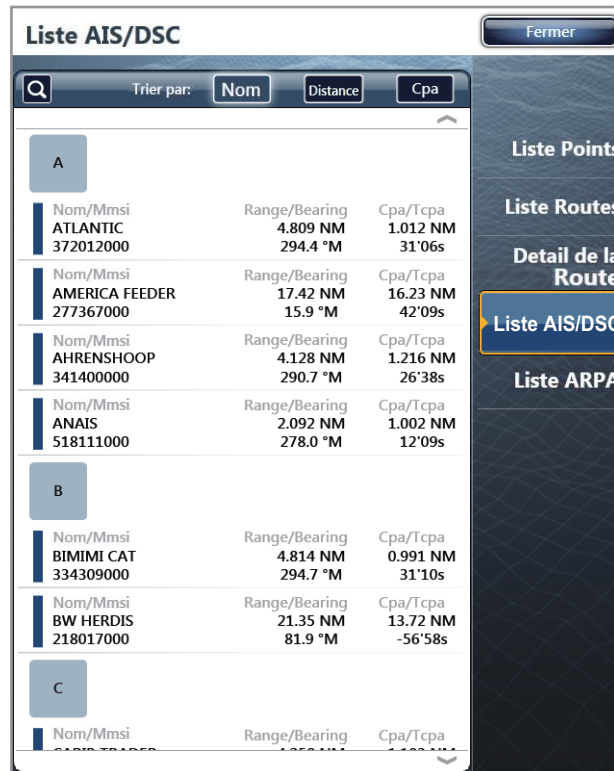 Liste AIS/DSC
Fermer
Trier par: Nom Distance Cpa
A
Nom/Mmsi Range/Bearing Cpa/Tcpa
ATLANTIC 4.809 NM 1.012 NM
372012000 294.4 °M 31'06s
Nom/Mmsi Range/Bearing Cpa/Tcpa
AMERICA FEEDER 17.42 NM 16.23 NM
277367000 15.9 °M 42'09s
Nom/Mmsi Range/Bearing Cpa/Tcpa
AHRENSHOOP 4.128 NM 1.216 NM
341400000 290.7 °M 26'38s
Nom/Mmsi Range/Bearing Cpa/Tcpa
ANAIS 2.092 NM 1.002 NM
518111000 278.0 °M 12'09s
B
Nom/Mmsi Range/Bearing Cpa/Tcpa
BIMIMI CAT 4.814 NM 0.991 NM
334309000 294.7 °M 31'10s
Nom/Mmsi Range/Bearing Cpa/Tcpa
BW HERDIS 21.35 NM 13.72 NM
218017000 81.9 °M -56'58s
C
Nom/Mmsi Range/Bearing Cpa/Tcpa
Liste Points
Liste Routes
Detail de la
Route
Liste AIS/DSC
Liste ARPA